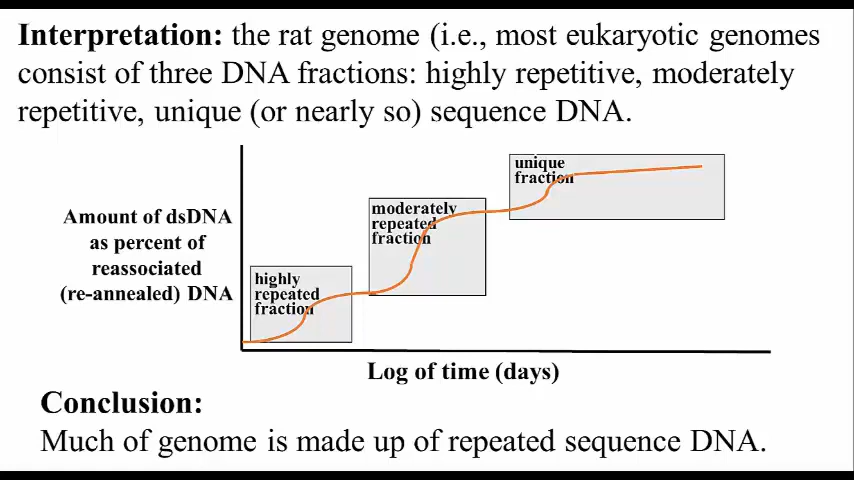 Interpretation: the rat genome (i.e., most eukaryotic genomes
consist of three DNA fractions: highly repetitive, moderately
repetitive, unique (or nearly so) sequence DNA.
unique
fraction
moderately
repeated
fraction
Amount of dsDNA
as percent of
reassociated
(re-annealed) DNA
highly
repeated
fraction
Log of time (days)
Conclusion:
Much of genome is made up of repeated sequence DNA.